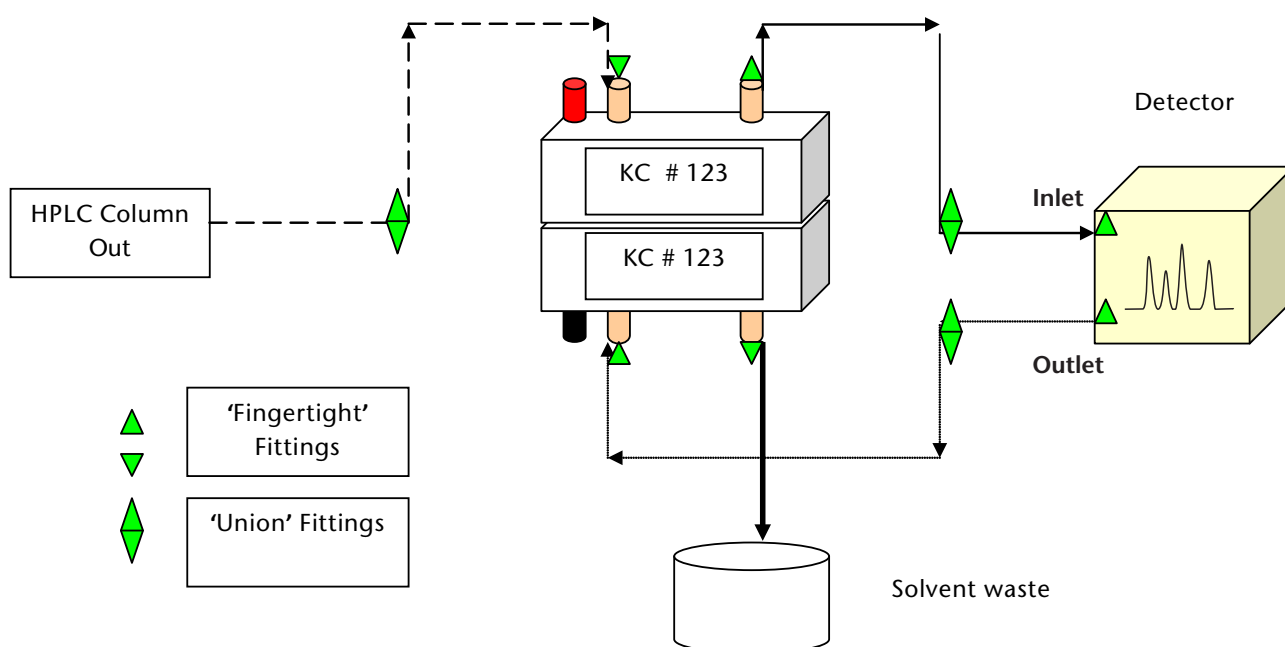 Detector
KC # 123
HPLC Column
Out
Inlet
KC # 123
Outlet
'Fingertight'
Fittings
'Union' Fittings
Solvent waste